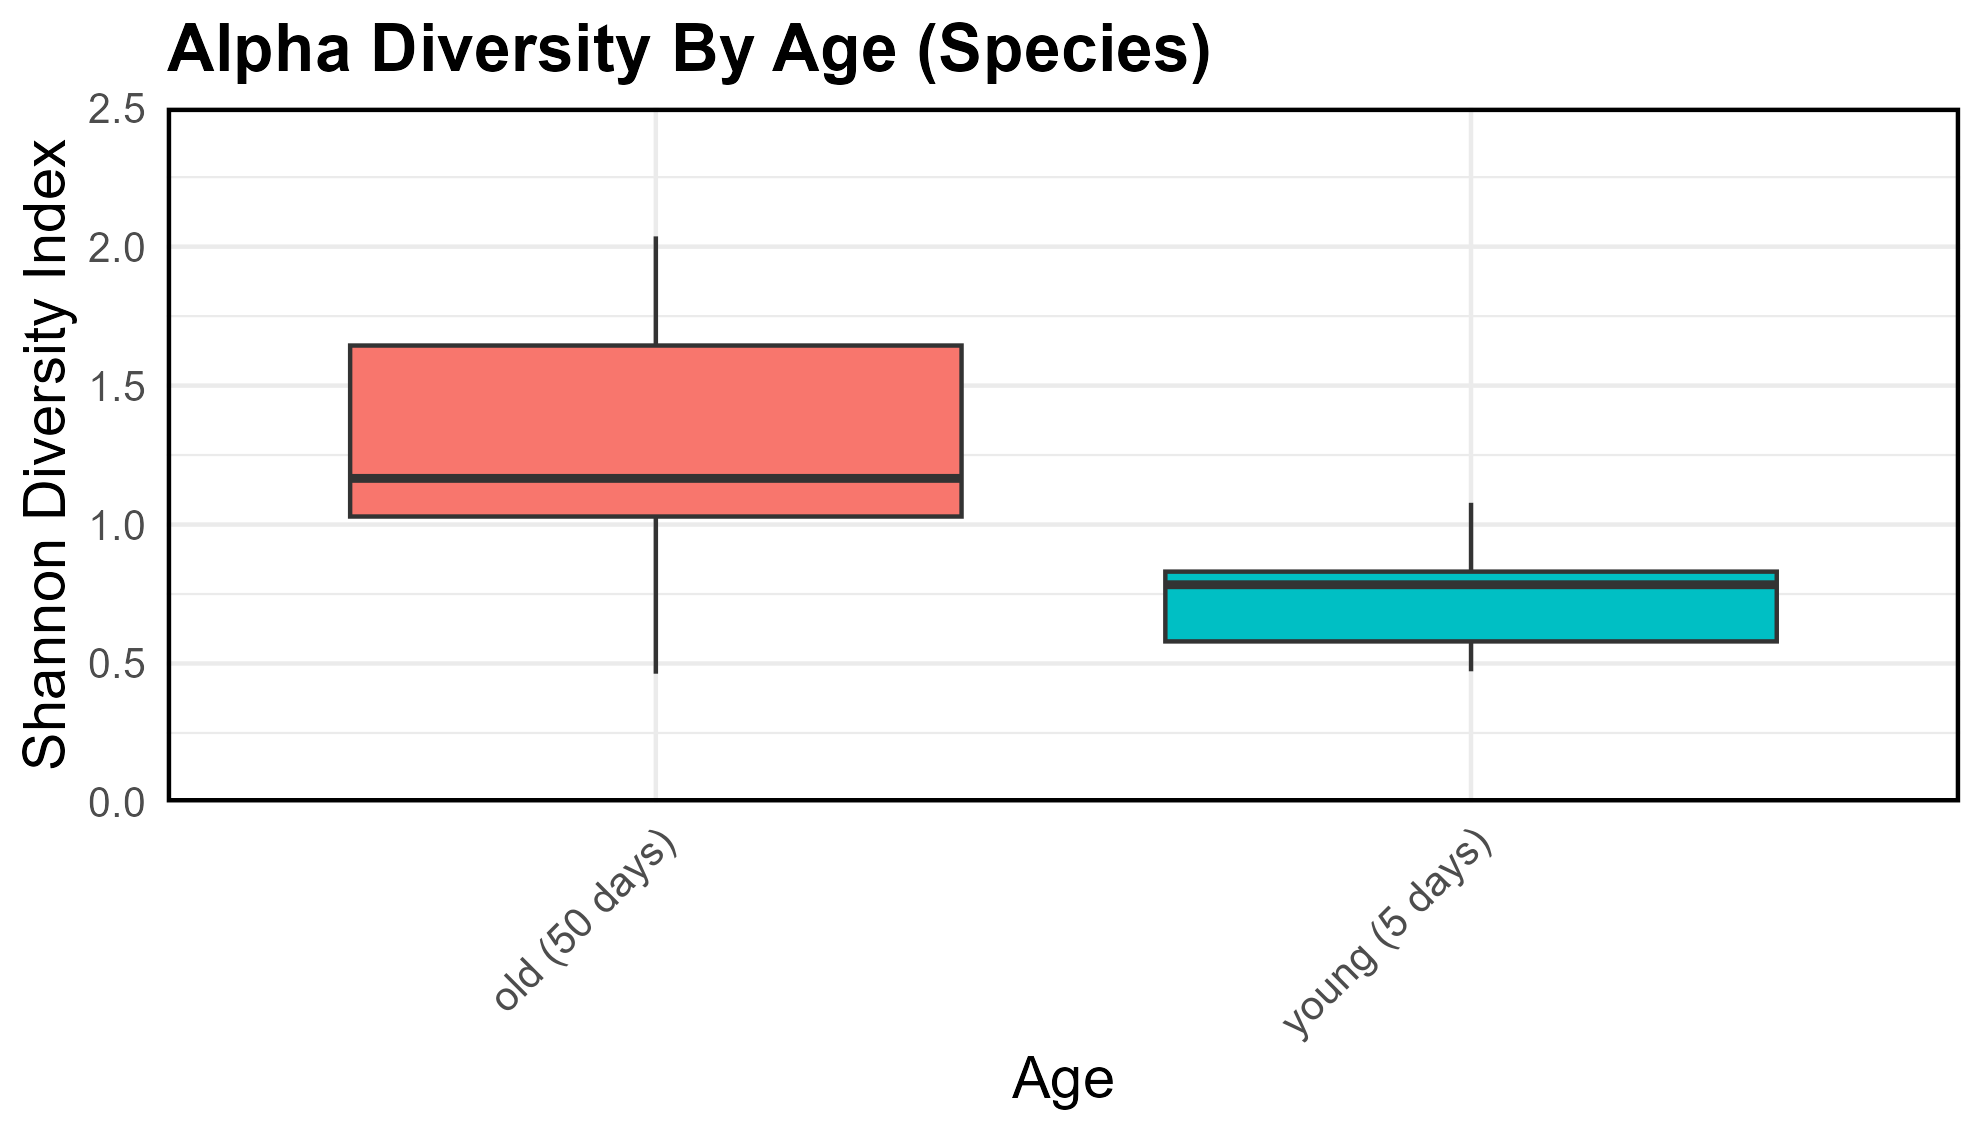 Alpha Diversity By Age (Species)
Shannon Diversity Index
2.5
2.0
1.5
1.0
0.5
0.0
old (50 days)
young (5 days)
Age